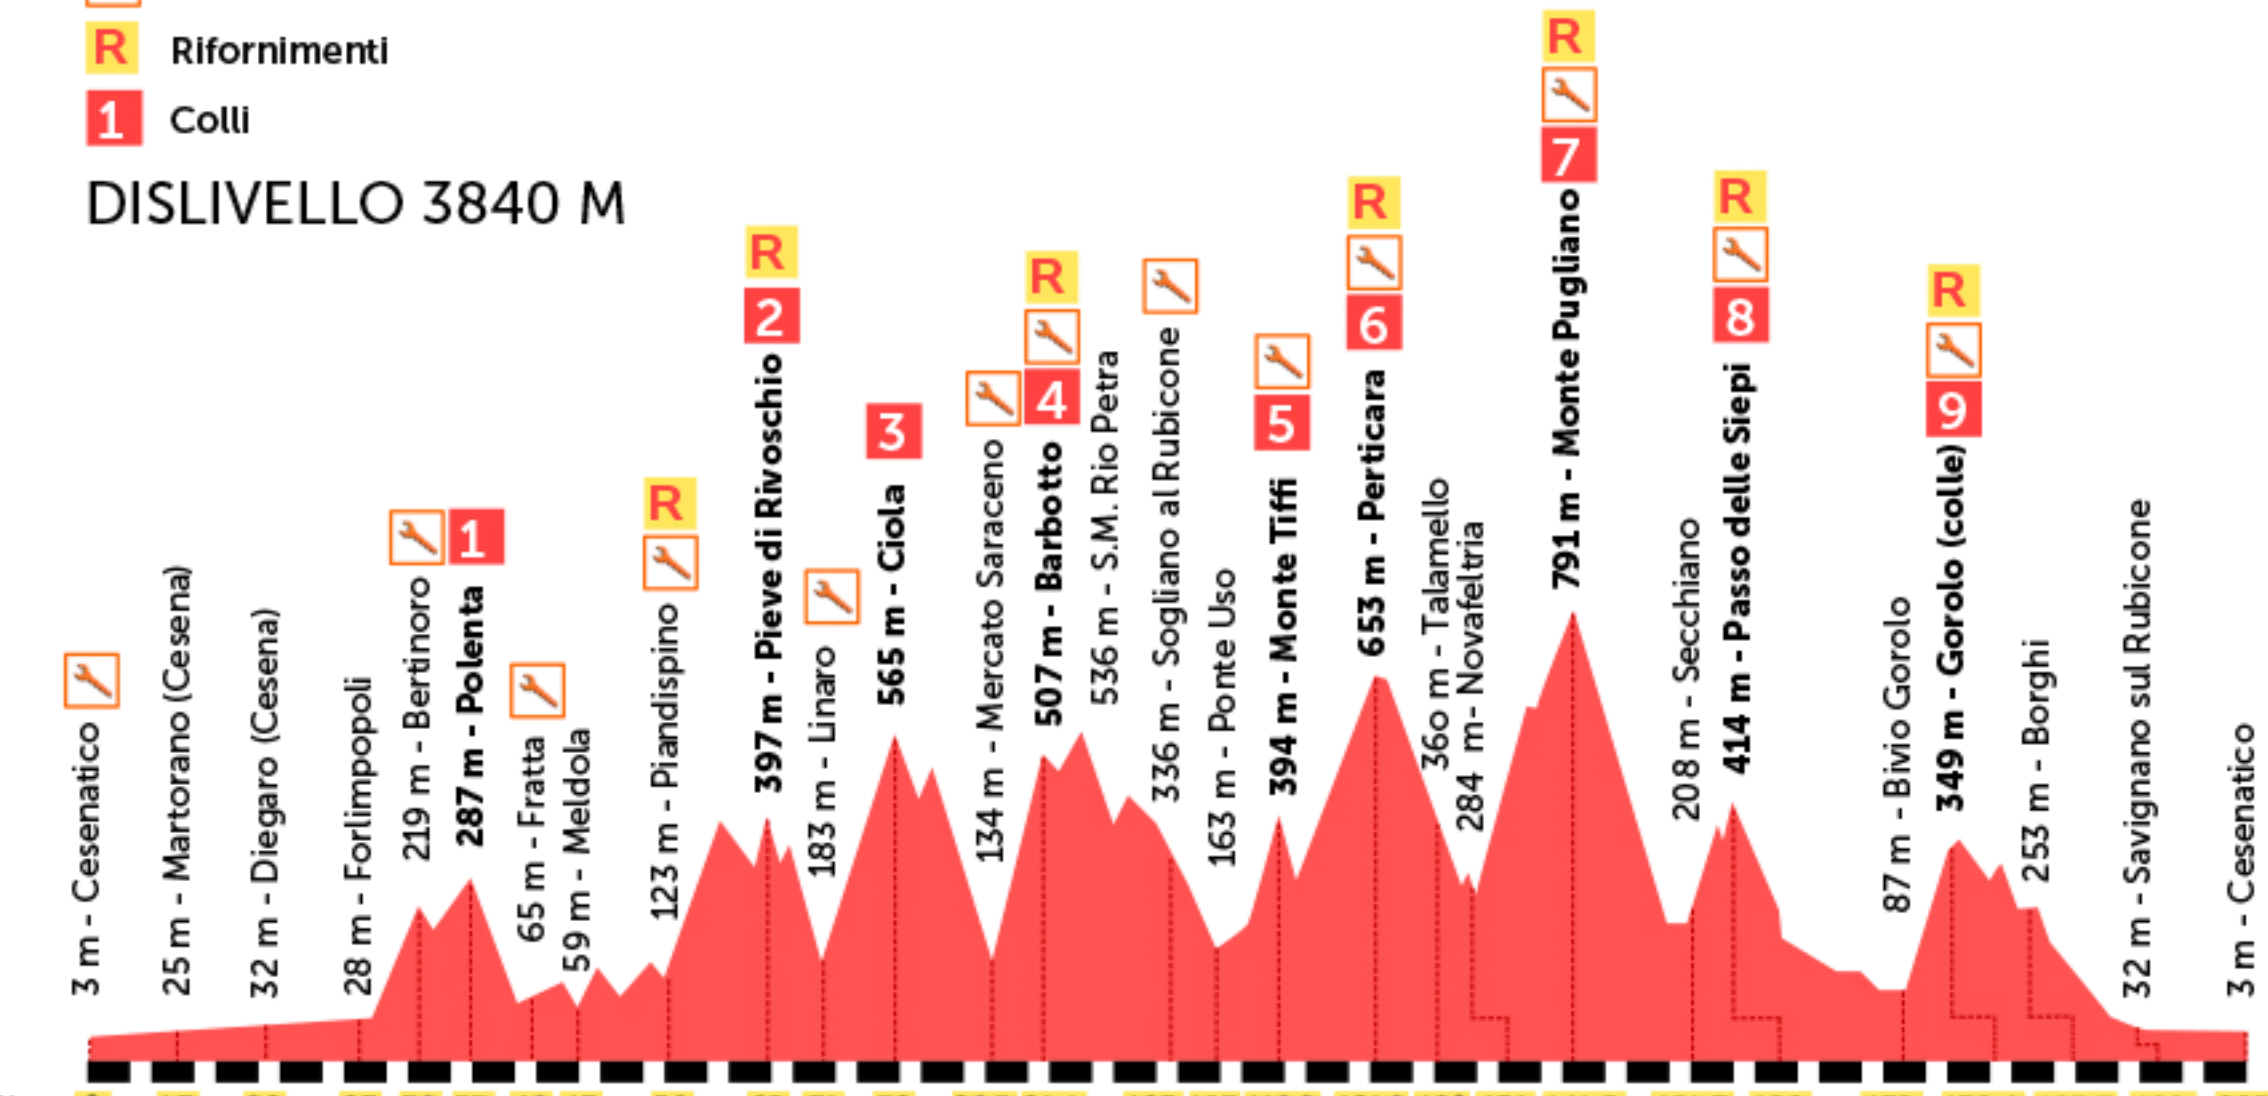 R Rifornimenti
1 Colli
DISLIVELLO 3840 M
3 m - Cesenatico
25 m - Martorano (Cesena)
32 m - Diegaro (Cesena)
28 m - Forlimpopoli
219 m - Bertinoro
1
287 m - Polenta
65 m - Fratta
59 m - Meldola
R
123 m - Piandispino
R
2
397 m - Pieve di Rivoschio
183 m - Linaro
3
565 m - Ciola
134 m - Mercato Saraceno
R
4
507 m - Barbotto
536 m - S.M. Rio Petra
336 m - Sogliano al Rubicone
163 m - Ponte Uso
5
394 m - Monte Tiffi
R
6
653 m - Perticara
36o m - Talamello
284 m- Novafeltria
R
7
791 m - Monte Pugliano
208 m - Secchiano
R
8
414 m - Passo delle Siepi
87 m - Bivio Gorolo
R
9
349 m - Gorolo (colle)
253 m - Borghi
32 m - Savignano sul Rubicone
3 m - Cesenatico